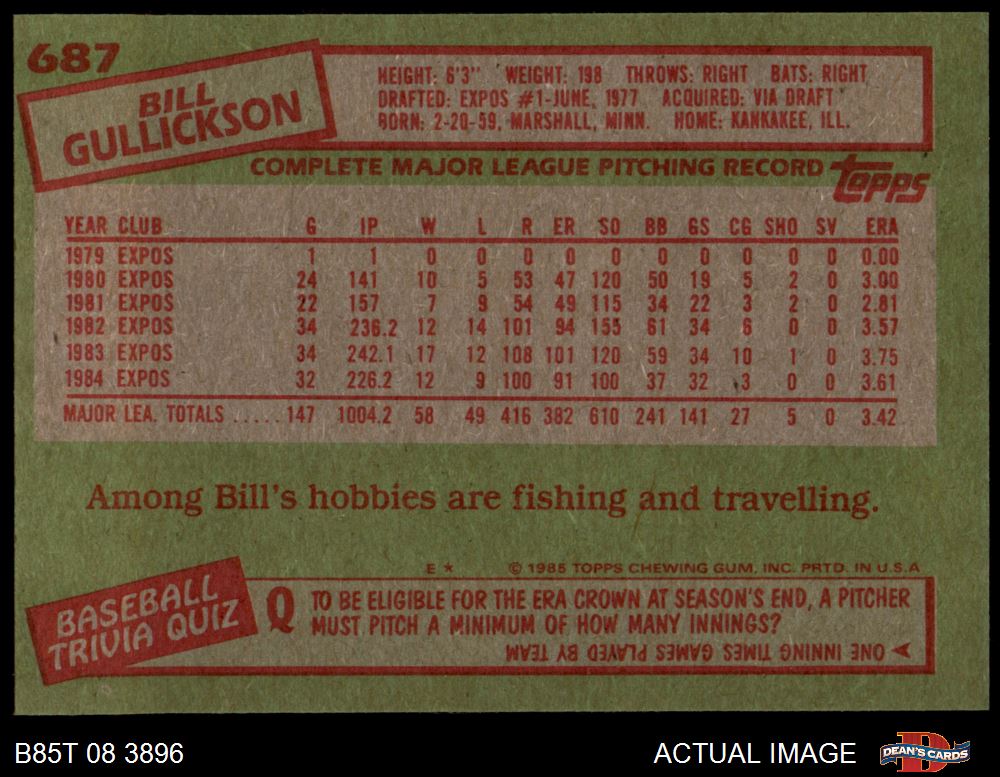 687
BILL
GULLICKSON
HEIGHT: 6'3" WEIGHT: 198 THROWS: RIGHT BATS: RIGHT
DRAFTED: EXPOS #1-JUNE, 1977 ACQUIRED: VIA DRAFT
BORN: 2-20-59, MARSHALL, MINN. HOME: KANKAKEE, ILL.
COMPLETE MAJOR LEAGUE PITCHING RECORD topps
YEAR CLUB G IP W L R ER SO BB GS CG SHO SV ERA
1979 EXPOS 1 1 0 0 0 0 0 0 0 0 0 0 0.00
1980 EXPOS 24 141 10 5 53 47 120 50 19 5 2 0 3.00
1981 EXPOS 22 157 7 9 54 49 115 34 22 3 2 0 2.81
1982 EXPOS 34 236.2 12 14 101 94 155 61 34 6 0 0 3.57
1983 EXPOS 34 242.1 17 12 108 101 120 59 34 10 1 0 3.75
1984 EXPOS 32 226.2 12 9 100 91 100 37 32 3 0 0 3.61
MAJOR LEA. TOTALS ..... 147 1004.2 58 49 416 382 610 241 141 27 5 0 3.42
Among Bill's hobbies are fishing and travelling.
E * © 1985 TOPPS CHEWING GUM, INC. PRTD. IN U.S.A
BASEBALL
TRIVIA QUIZ
Q TO BE ELIGIBLE FOR THE ERA CROWN AT SEASON'S END, A PITCHER
MUST PITCH A MINIMUM OF HOW MANY INNINGS?
ONE INNING TIMES GAMES PLAYED BY TEAM
B85T 08 3896
ACTUAL IMAGE
D
DEAN'S CARDS